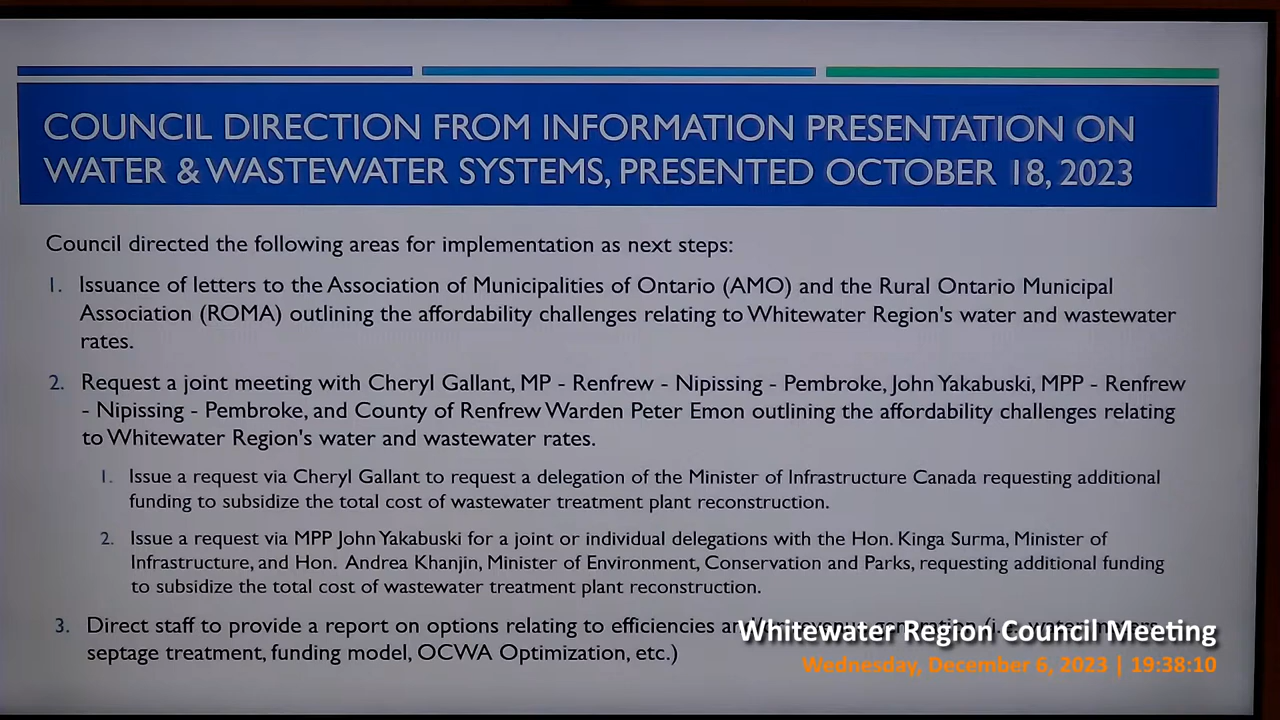 COUNCIL DIRECTION FROM INFORMATION PRESENTATION ON
WATER & WASTEWATER SYSTEMS, PRESENTED OCTOBER 18, 2023
Council directed the following areas for implementation as next steps:
1. Issuance of letters to the Association of Municipalities of Ontario (AMO) and the Rural Ontario Municipal
Association (ROMA) outlining the affordability challenges relating to Whitewater Region's water and wastewater
rates.
2. Request a joint meeting with Cheryl Gallant, MP - Renfrew - Nipissing - Pembroke, John Yakabuski, MPP - Renfrew
- Nipissing - Pembroke, and County of Renfrew Warden Peter Emon outlining the affordability challenges relating
to Whitewater Region's water and wastewater rates.
1. Issue a request via Cheryl Gallant to request a delegation of the Minister of Infrastructure Canada requesting additional
funding to subsidize the total cost of wastewater treatment plant reconstruction.
2. Issue a request via MPP John Yakabuski for a joint or individual delegations with the Hon. Kinga Surma, Minister of
Infrastructure, and Hon. Andrea Khanjin, Minister of Environment, Conservation and Parks, requesting additional funding
to subsidize the total cost of wastewater treatment plant reconstruction.
3. Direct staff to provide a report on options relating to efficiencies
septage treatment, funding model, OCWA Optimization, etc.)
Whitewater Region Council Meeting
Wednesday, December 6, 2023 | 19:38:10